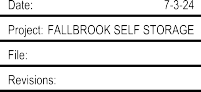 Date: 7-3-24
Project: FALLBROOK SELF STORAGE
File:
Revisions: